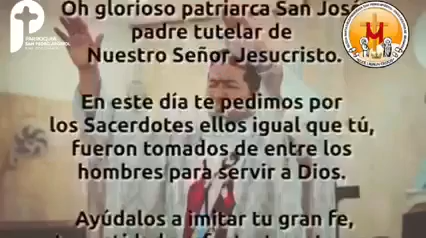 Oh glorioso patriarca San José
padre tutelar de
Nuestro Señor Jesucristo.
En este día te pedimos por
los Sacerdotes ellos igual que tú,
fueron tomados de entre los
hombres para servir a Dios.
Ayúdalos a imitar tu gran fe,